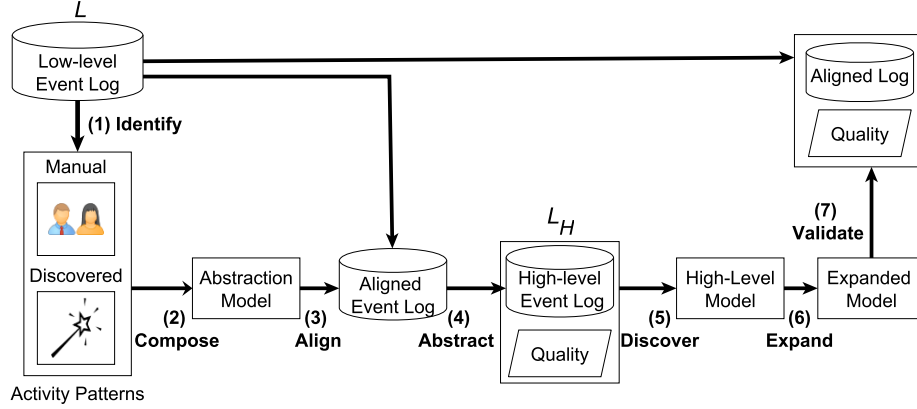 L
Low-level
Event Log
(1) Identify
Manual
Discovered
Activity Patterns
(2)
Compose
Abstraction
Model
(3)
Align
Aligned
Event Log
(4)
Abstract
L_H
High-level
Event Log
Quality
(5)
Discover
High-Level
Model
(6)
Expand
Expanded
Model
(7)
Validate
Aligned Log
Quality